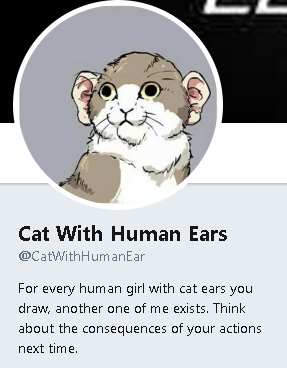 Cat With Human Ears
@CatWithHumanEar
For every human girl with cat ears you
draw, another one of me exists. Think
about the consequences of your actions
next time.